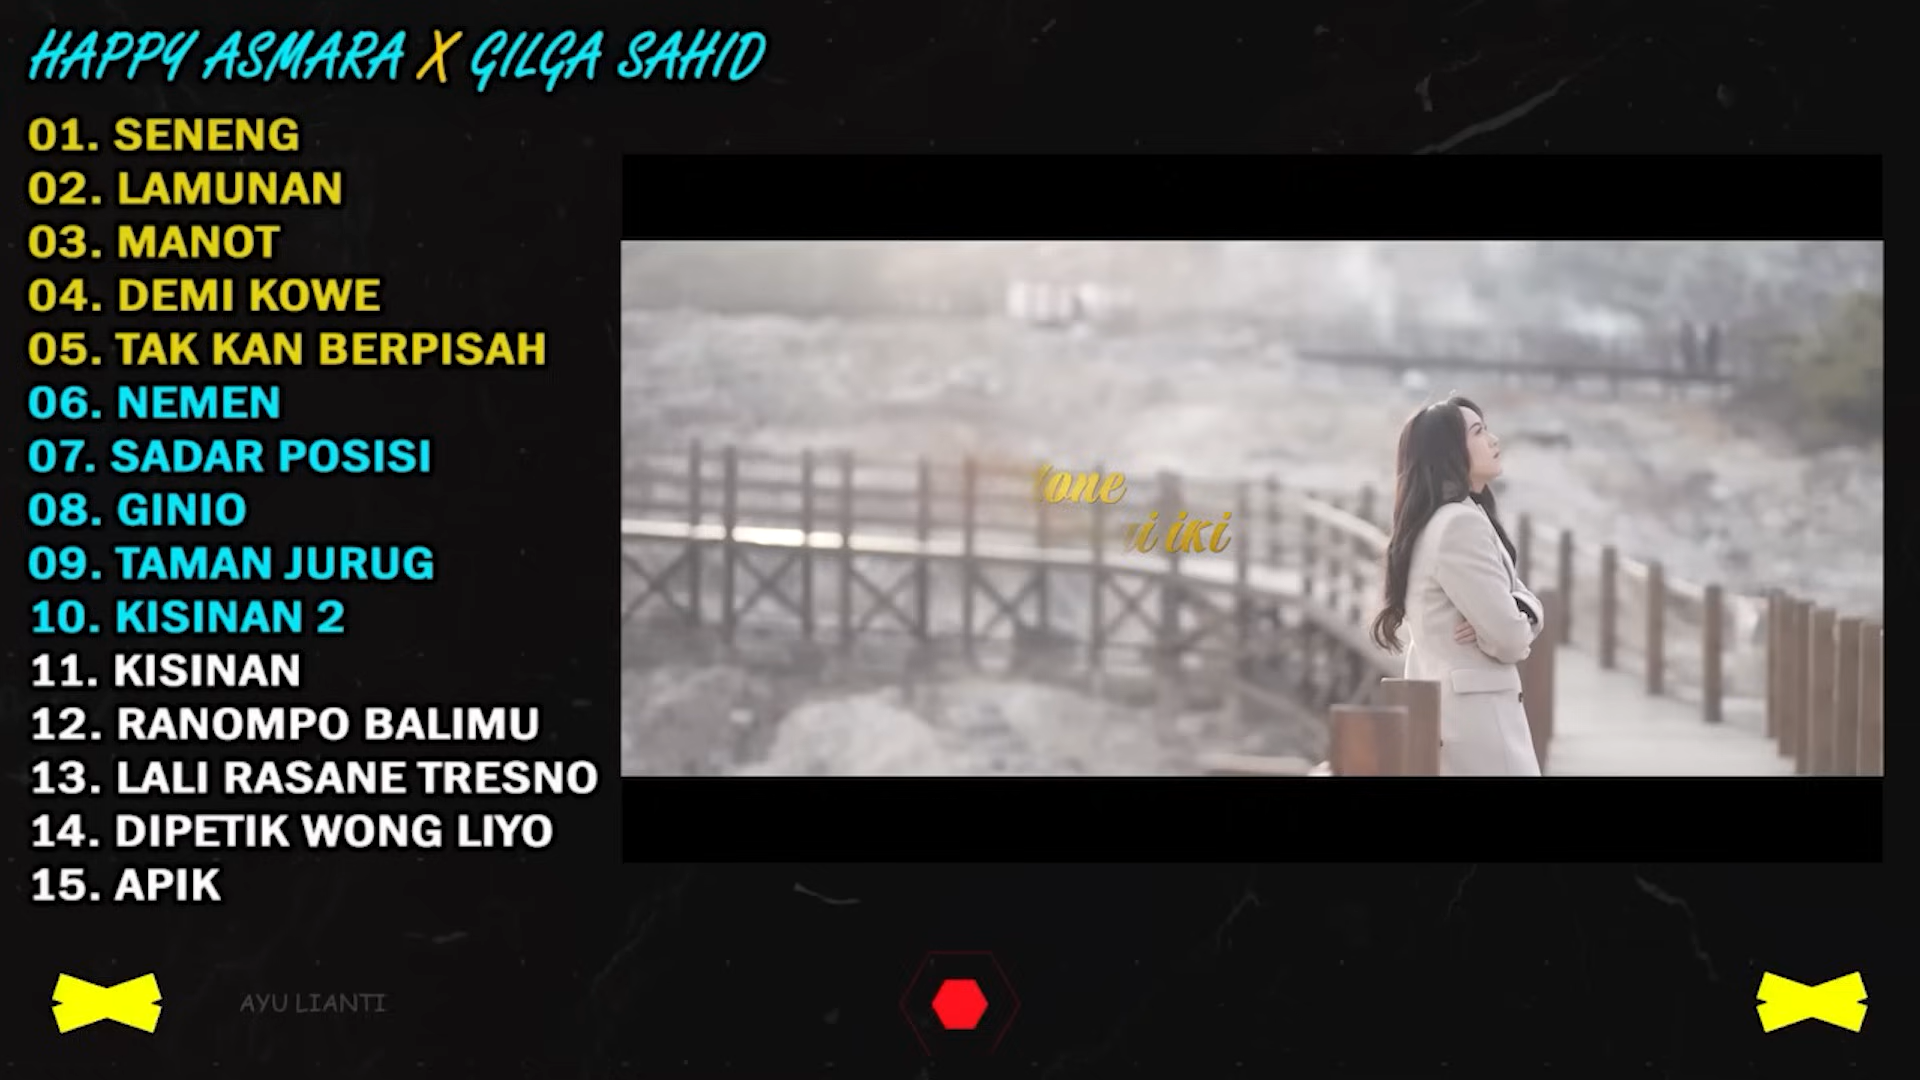 HAPPY ASMARA X GILGA SAHID
01. SENENG
02. LAMUNAN
03. MANOT
04. DEMI KOWE
05. TAK KAN BERPISAH
06. NEMEN
07. SADAR POSISI
08. GINIO
09. TAMAN JURUG
10. KISINAN 2
11. KISINAN
12. RANOMPO BALIMU
13. LALI RASANE TRESNO
14. DIPETIK WONG LIYO
15. APIK
iki
AYU LIANTI